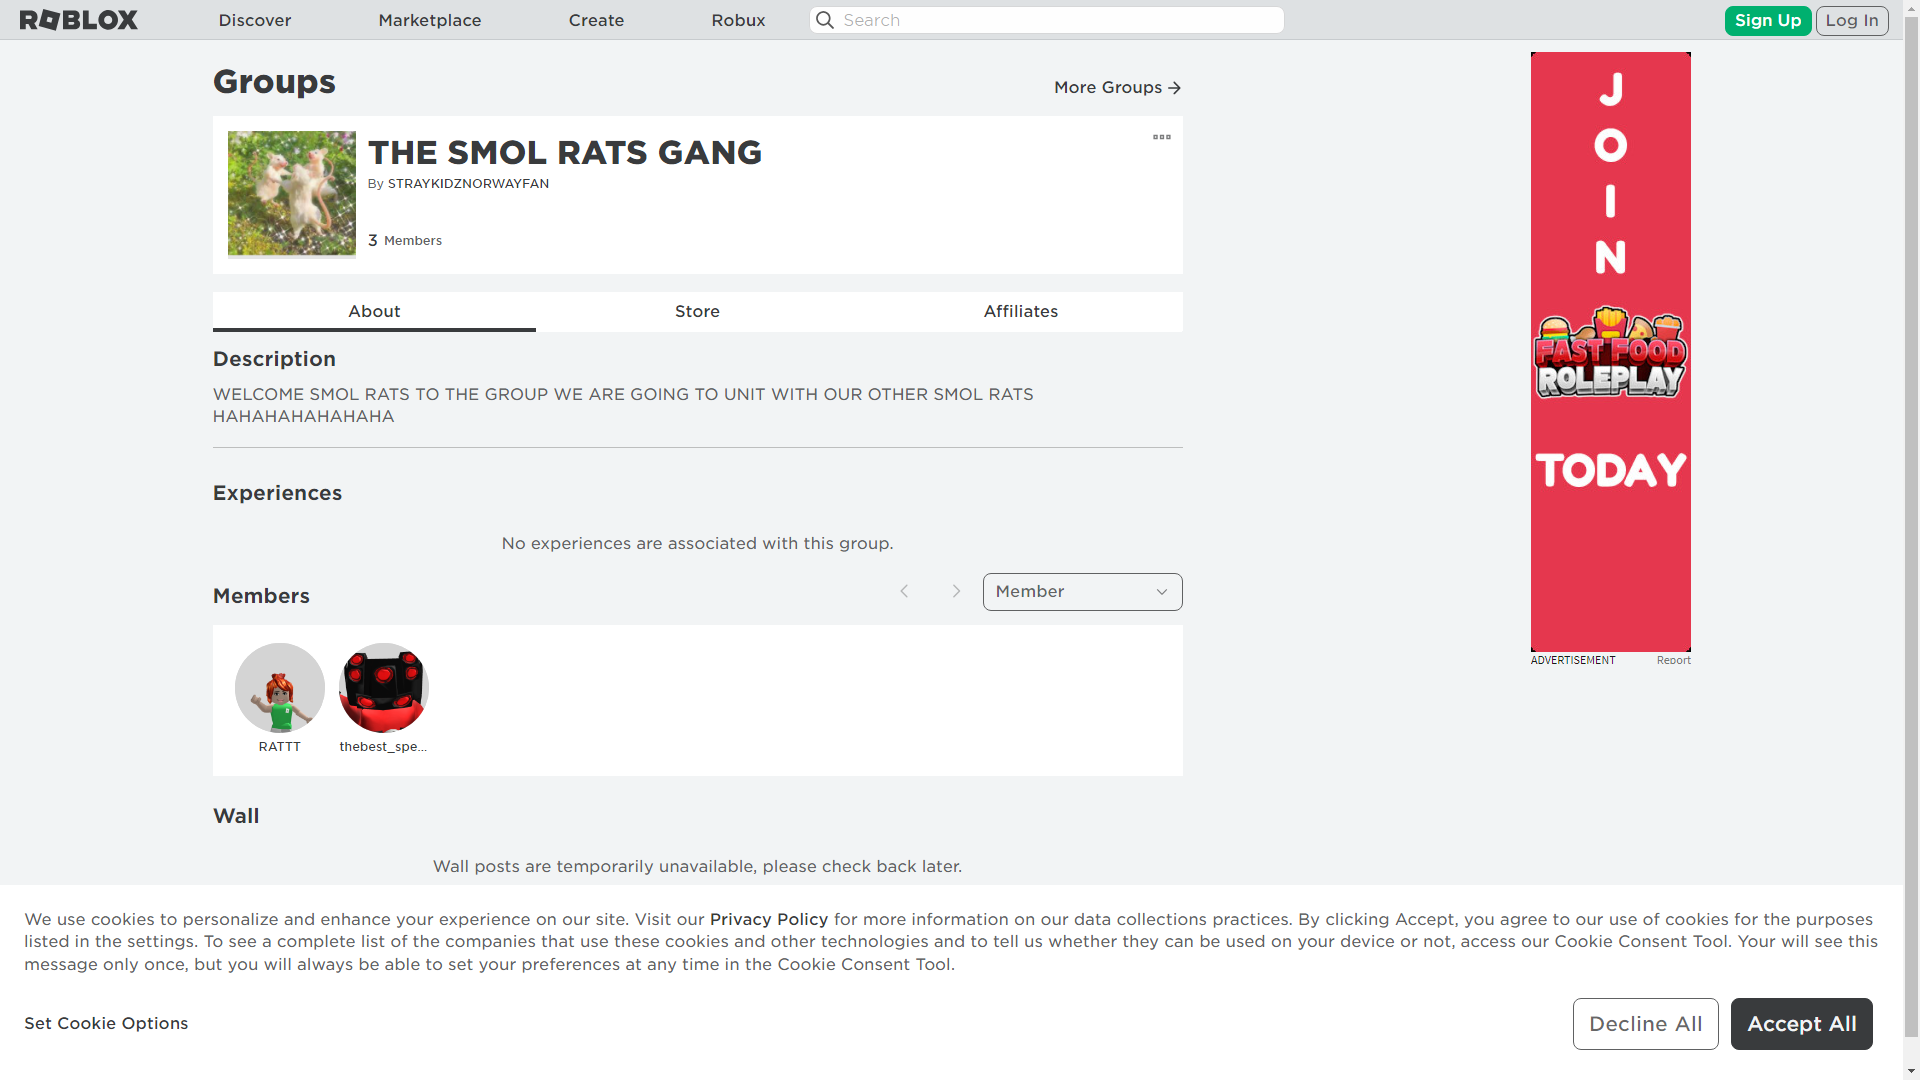 ROBLOX
Discover
Marketplace
Create
Robux
Search
Sign Up
Log In
Groups
More Groups
THE SMOL RATS GANG
By STRAYKIDZNORWAYFAN
3 Members
About
Store
Affiliates
Description
WELCOME SMOL RATS TO THE GROUP WE ARE GOING TO UNIT WITH OUR OTHER SMOL RATS
HAHAHAHAHAHAHA
Experiences
No experiences are associated with this group.
Members
Member
RATTT
thebest_spe...
Wall
Wall posts are temporarily unavailable, please check back later.
J
O
I
N
FAST FOOD
ROLEPLAY
TODAY
ADVERTISEMENT
Report
We use cookies to personalize and enhance your experience on our site. Visit our Privacy Policy for more information on our data collections practices. By clicking Accept, you agree to our use of cookies for the purposes
listed in the settings. To see a complete list of the companies that use these cookies and other technologies and to tell us whether they can be used on your device or not, access our Cookie Consent Tool. Your will see this
message only once, but you will always be able to set your preferences at any time in the Cookie Consent Tool.
Set Cookie Options
Decline All
Accept All